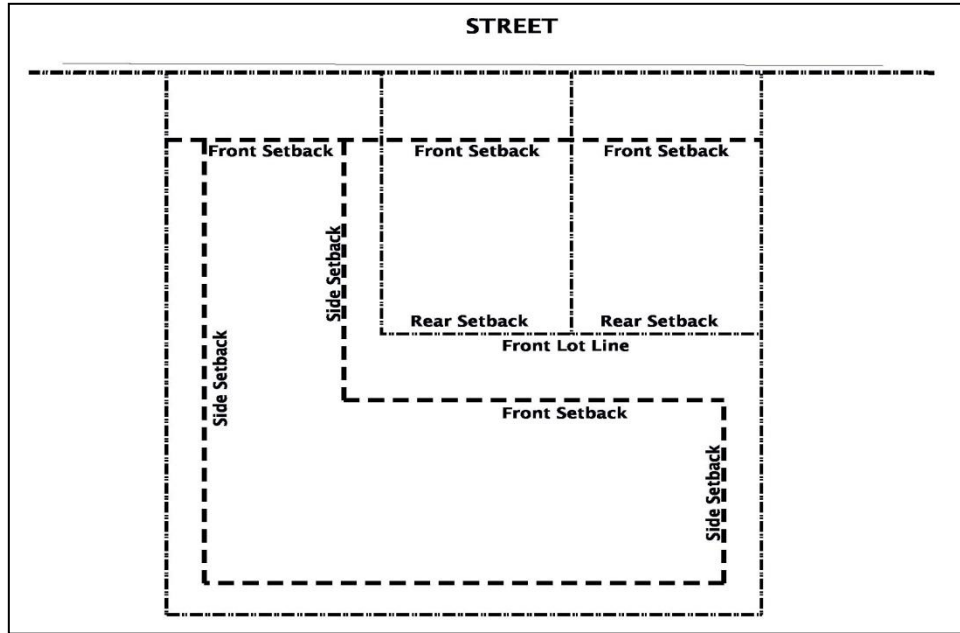 STREET
Front Setback
Front Setback
Front Setback
Side Setback
Side Setback
Rear Setback
Rear Setback
Front Lot Line
Front Setback
Side Setback